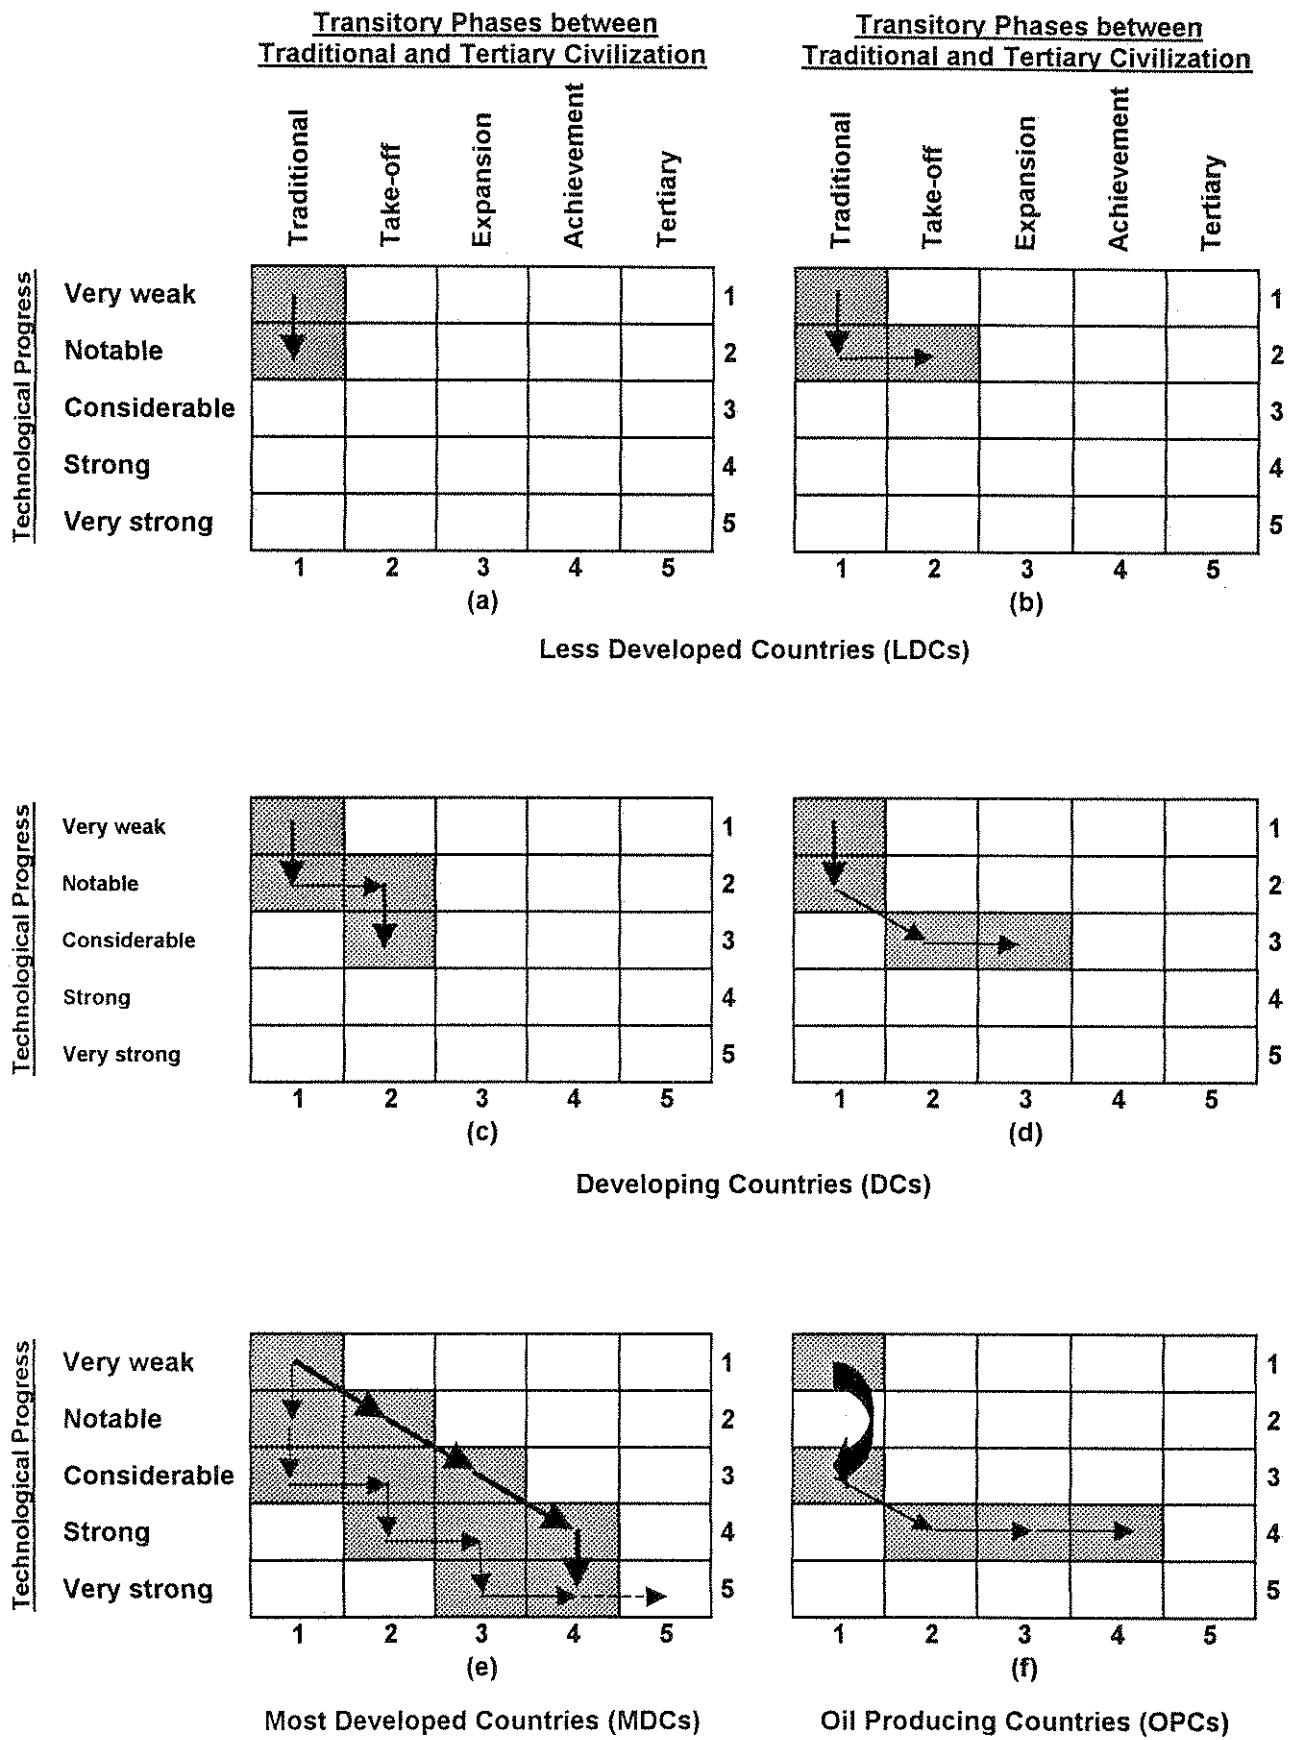 Transitory Phases between
Traditional and Tertiary Civilization
Transitory Phases between
Traditional and Tertiary Civilization
Traditional
Take-off
Expansion
Achievement
Tertiary
Traditional
Take-off
Expansion
Achievement
Tertiary
Technological Progress
Very weak
Notable
Considerable
Strong
Very strong
1
2
3
4
5
1 2 3 4 5
(a)
1
2
3
4
5
1 2 3 4 5
(b)
Less Developed Countries (LDCs)
Technological Progress
Very weak
Notable
Considerable
Strong
Very strong
1
2
3
4
5
1 2 3 4 5
(c)
1
2
3
4
5
1 2 3 4 5
(d)
Developing Countries (DCs)
Technological Progress
Very weak
Notable
Considerable
Strong
Very strong
1
2
3
4
5
1 2 3 4 5
(e)
Most Developed Countries (MDCs)
1
2
3
4
5
1 2 3 4 5
(f)
Oil Producing Countries (OPCs)